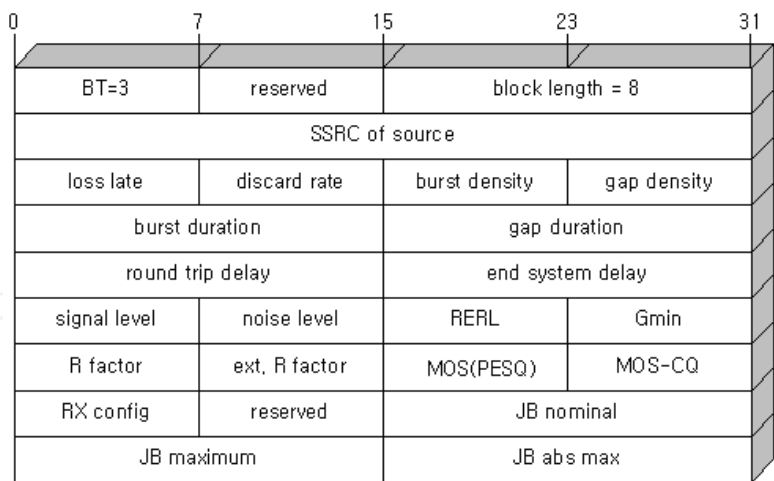 0 7 15 23 31
BT=3 reserved block length = 8
SSRC of source
loss late discard rate burst density gap density
burst duration gap duration
round trip delay end system delay
signal level noise level RERL Gmin
R factor ext, R factor MOS(PESQ) MOS-CQ
RX config reserved JB nominal
JB maximum JB abs max